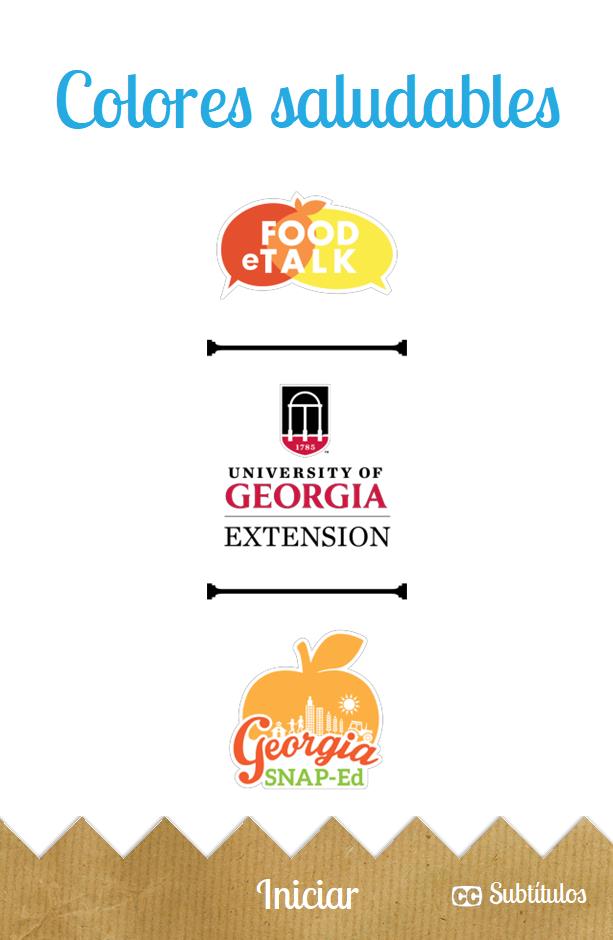 Colores saludables
FOOD
eTALK
1785
UNIVERSITY OF
GEORGIA
EXTENSION
Georgia
SNAP-Ed
Iniciar
CC Subtítulos